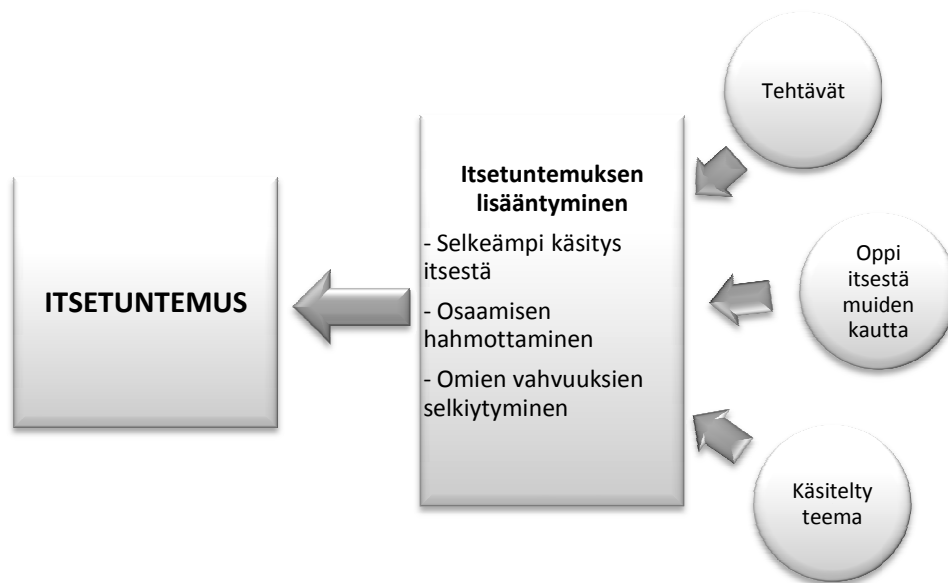 ITSETUNTEMUS
Itsetuntemuksen
lisääntyminen
- Selkeämpi käsitys
itsestä
- Osaamisen
hahmottaminen
- Omien vahvuuksien
selkiytyminen
Tehtävät
Oppi
itsestä
muiden
kautta
Käsitelty
teema